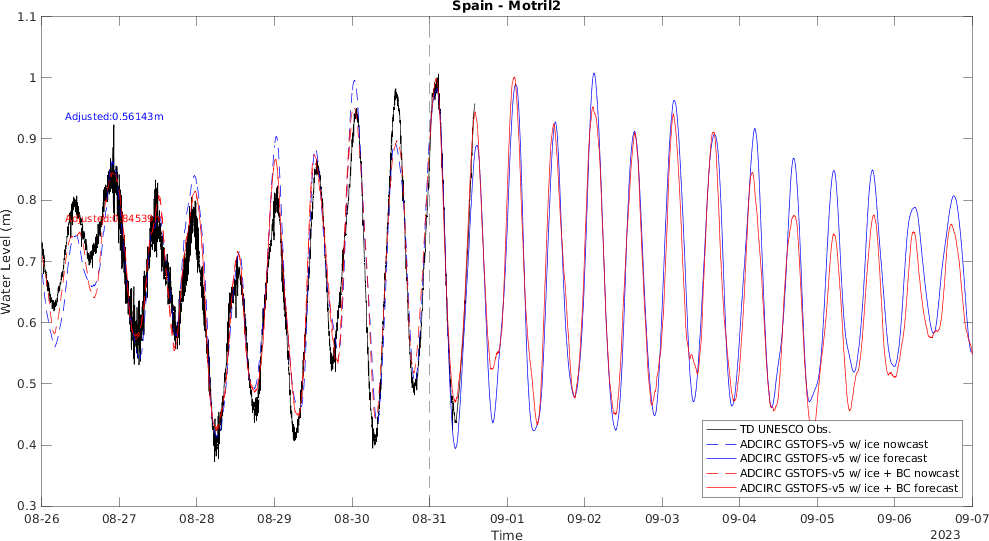 Spain - Motril2
1.1
1
0.9
0.8
0.7
0.6
0.5
0.4
0.3
Water Level (m)
Adjusted:0.56143m
TD UNESCO Obs.
ADCIRC GSTOFS-v5 w/ ice nowcast
ADCIRC GSTOFS-v5 w/ ice forecast
ADCIRC GSTOFS-v5 w/ ice + BC nowcast
ADCIRC GSTOFS-v5 w/ ice + BC forecast
08-26 08-27 08-28 08-29 08-30 08-31 09-01 09-02 09-03 09-04 09-05 09-06 09-07
Time
2023